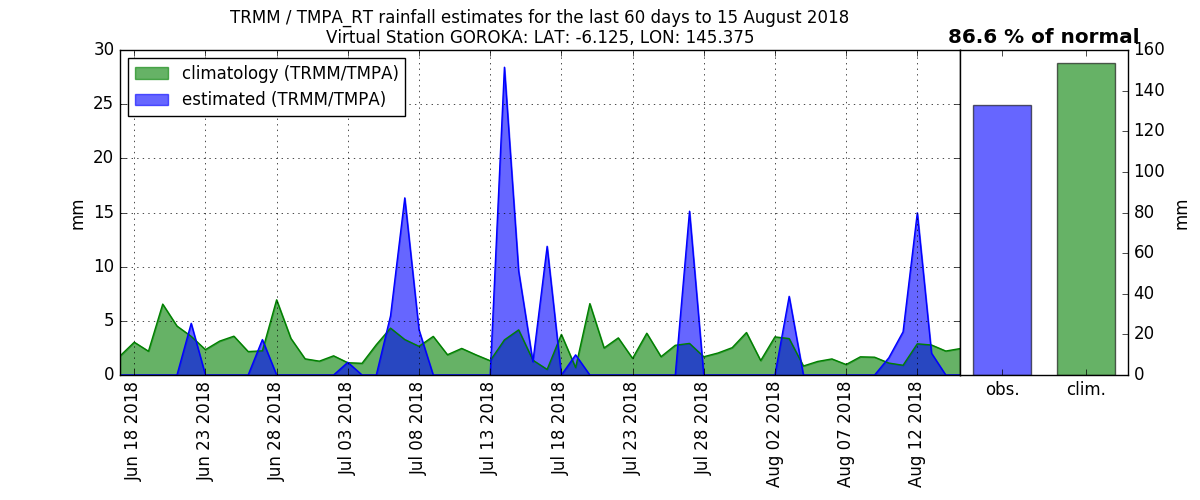 TRMM / TMPA_RT rainfall estimates for the last 60 days to 15 August 2018
Virtual Station GOROKA: LAT: -6.125, LON: 145.375
86.6 % of normal
climatology (TRMM/TMPA)
estimated (TRMM/TMPA)
30
25
20
15
10
5
0
mm
160
140
120
100
80
60
40
20
0
mm
obs.
clim.
Jun 18 2018
Jun 23 2018
Jun 28 2018
Jul 03 2018
Jul 08 2018
Jul 13 2018
Jul 18 2018
Jul 23 2018
Jul 28 2018
Aug 02 2018
Aug 07 2018
Aug 12 2018